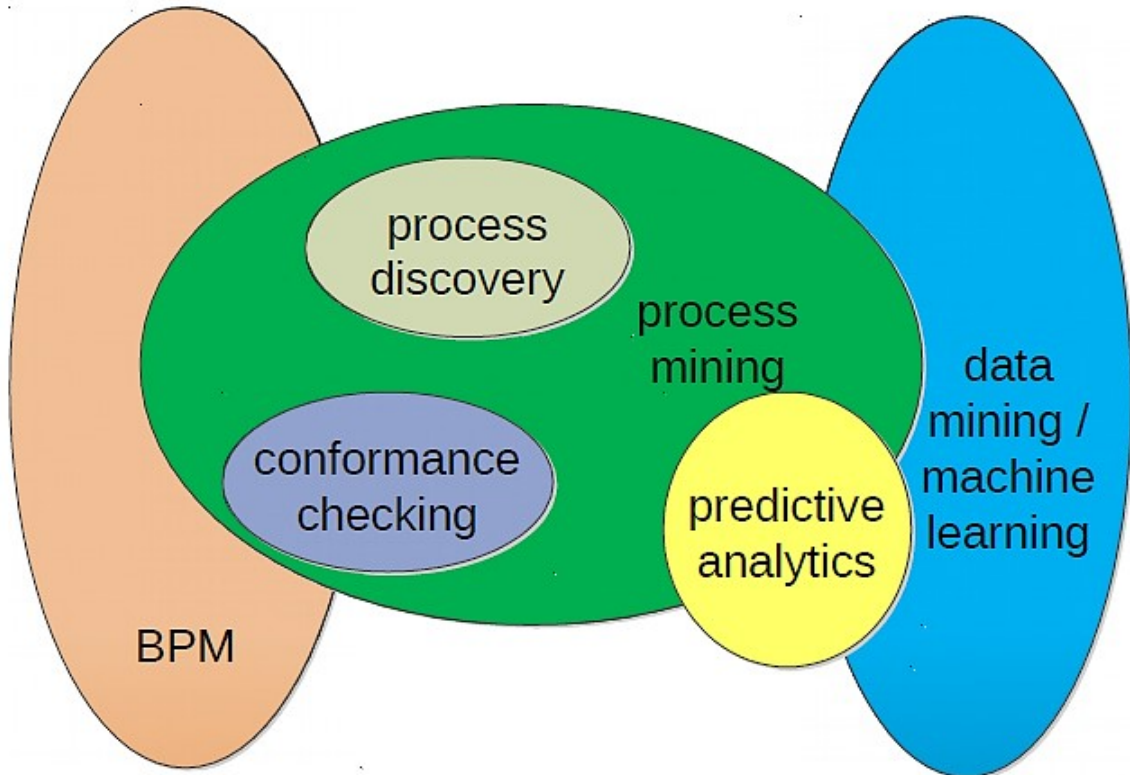 process
discovery
process
mining
conformance
checking
predictive
analytics
data
mining /
machine
learning
BPM